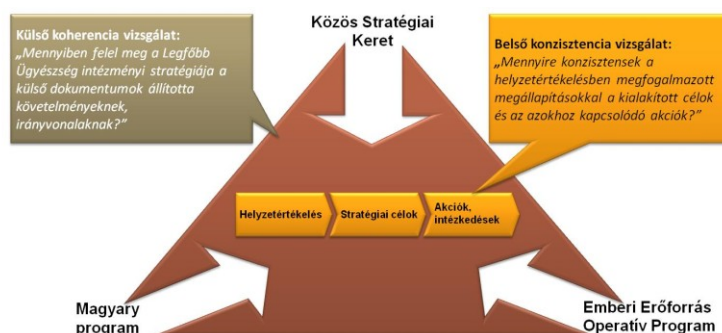 Közös Stratégiai
Keret
Külső koherencia vizsgálat:
„Mennyiben felel meg a Legfőbb
Ügyészség intézményi stratégiája a
külső dokumentumok állította
követelményeknek,
irányvonalaknak?”
Belső konzisztencia vizsgálat:
„Mennyire konzisztensek a
helyzetértékelésben megfogalmazott
megállapításokkal a kialakított célok
és az azokhoz kapcsolódó akciók?”
Helyzetértékelés
Stratégiai célok
Akciók,
intézkedések
Magyary
program
Emberi Erőforrás
Operatív Program